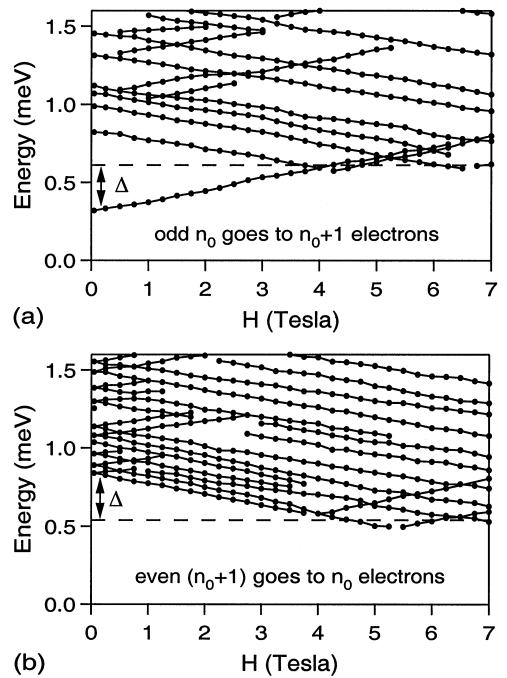 1.5
1.0
0.5
0.0
Energy (meV)
Δ
odd n₀ goes to n₀+1 electrons
0 1 2 3 4 5 6 7
(a)
H (Tesla)
1.5
1.0
0.5
0.0
Energy (meV)
Δ
even (n₀+1) goes to n₀ electrons
0 1 2 3 4 5 6 7
(b)
H (Tesla)